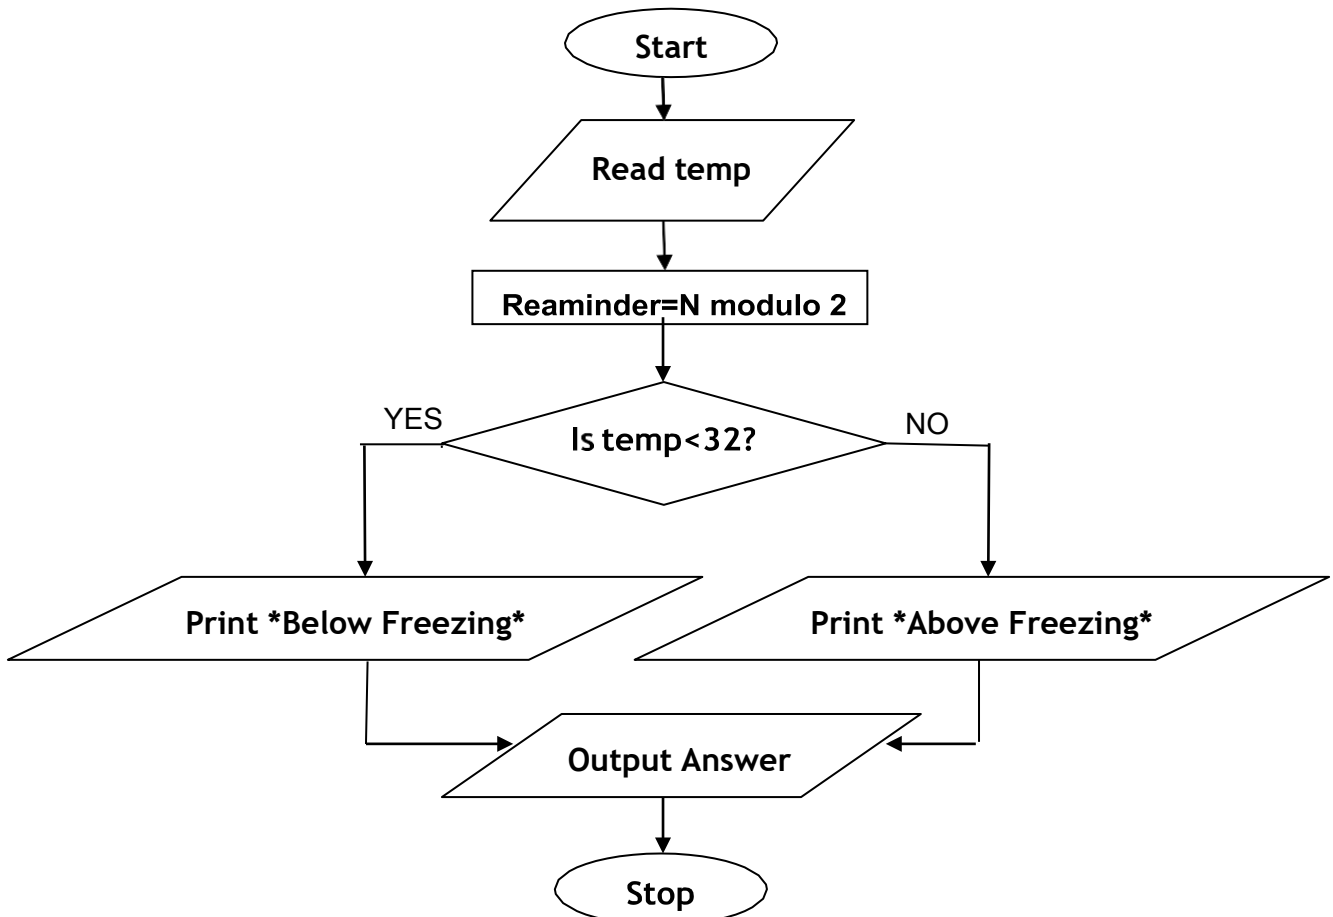 Start
Read temp
Reaminder=N modulo 2
YES
Is temp<32?
NO
Print *Below Freezing*
Print *Above Freezing*
Output Answer
Stop